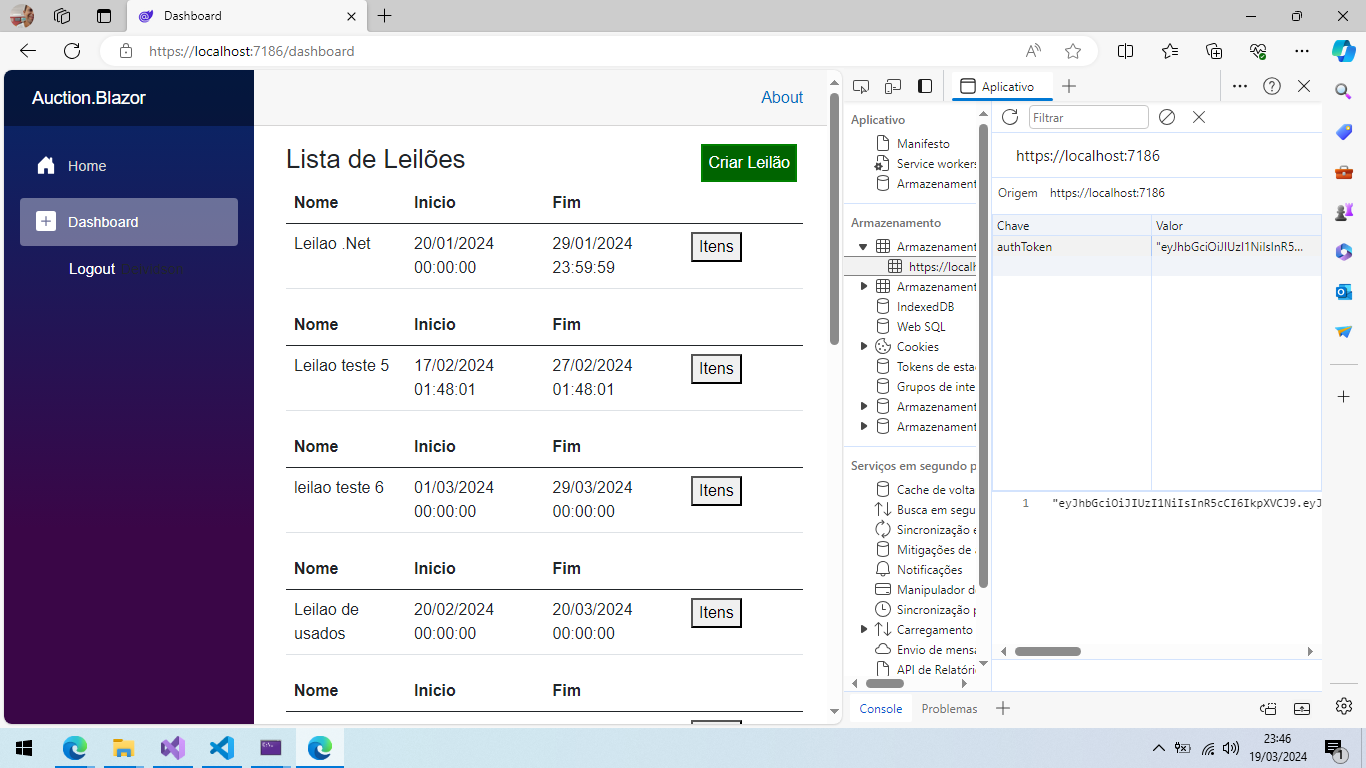 Dashboard
https://localhost:7186/dashboard
Auction.Blazor
Home
Dashboard
Logout
About
Lista de Leilões
Criar Leilão
Nome Inicio Fim
Leilao .Net 20/01/2024 29/01/2024 Itens
00:00:00 23:59:59
Nome Inicio Fim
Leilao teste 5 17/02/2024 27/02/2024 Itens
01:48:01 01:48:01
Nome Inicio Fim
leilao teste 6 01/03/2024 29/03/2024 Itens
00:00:00 00:00:00
Nome Inicio Fim
Leilao de 20/02/2024 20/03/2024 Itens
usados 00:00:00 00:00:00
Nome Inicio Fim
Aplicativo
Aplicativo
Manifesto
Service workers
Armazenament
Armazenamento
Armazenament
https://localh
Armazenament
IndexedDB
Web SQL
Cookies
Tokens de esta
Grupos de inte
Armazenament
Armazenament
Serviços em segundo p
Cache de volta
Busca em segu
Sincronização e
Mitigações de
Notificações
Manipulador d
Sincronização p
Carregamento
Envio de mensa
API de Relatóri
Filtrar
https://localhost:7186
Origem https://localhost:7186
Chave Valor
authToken "eyJhbGciOiJIUzI1NiIsInR5...
1 "eyJhbGciOiJIUzI1NiIsInR5cCI6IkpXVCJ9.eyJ
Console Problemas
23:46
19/03/2024
1